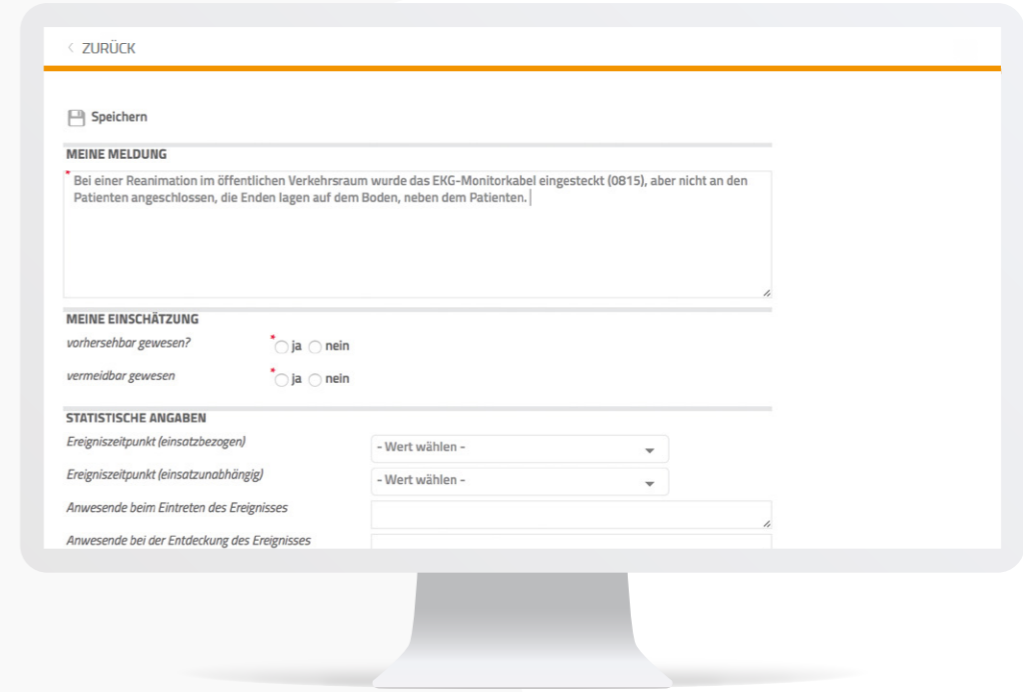 < ZURÜCK
Speichern
MEINE MELDUNG
* Bei einer Reanimation im öffentlichen Verkehrsraum wurde das EKG-Monitorkabel eingesteckt (0815), aber nicht an den
Patienten angeschlossen, die Enden lagen auf dem Boden, neben dem Patienten.
MEINE EINSCHÄTZUNG
vorhersehbar gewesen? * ja nein
vermeidbar gewesen * ja nein
STATISTISCHE ANGABEN
Ereigniszeitpunkt (einsatzbezogen) - Wert wählen -
Ereigniszeitpunkt (einsatzunabhängig) - Wert wählen -
Anwesende beim Eintreten des Ereignisses
Anwesende bei der Entdeckung des Ereignisses